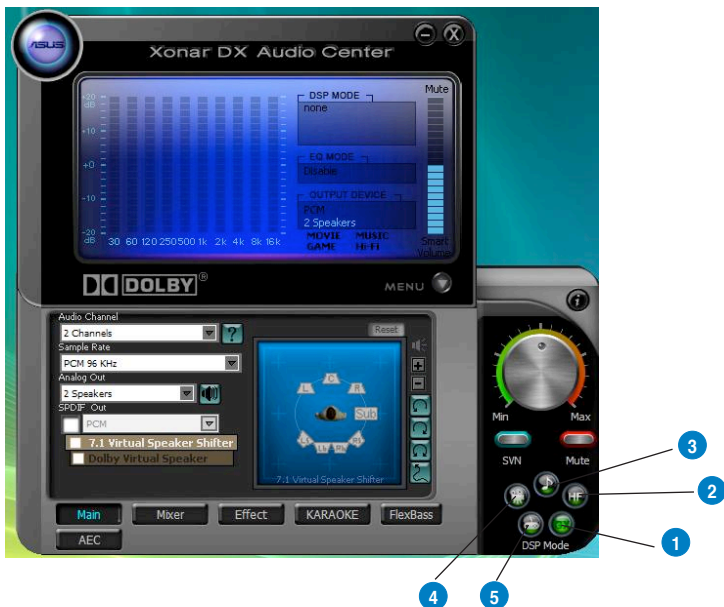 ASUS
Xonar DX Audio Center
+20
dB
+10
+0
-10
-20
dB
30 60 120 250 500 1k 2k 4k 8k 16k
DSP MODE
none
EQ MODE
Disable
OUTPUT DEVICE
PCM
2 Speakers
MOVIE MUSIC
GAME Hi-Fi
Mute
Smart
Volume
DOLBY®
MENU
Audio Channel
2 Channels
?
Sample Rate
PCM 96 KHz
Analog Out
2 Speakers
SPDIF Out
PCM
7.1 Virtual Speaker Shifter
Dolby Virtual Speaker
Reset
L
C
R
Sub
Ls
Lb
Rb
Rs
7.1 Virtual Speaker Shifter
Main
Mixer
Effect
KARAOKE
FlexBass
AEC
i
Min
Max
SVN
Mute
HF
DSP Mode
3
2
1
4
5